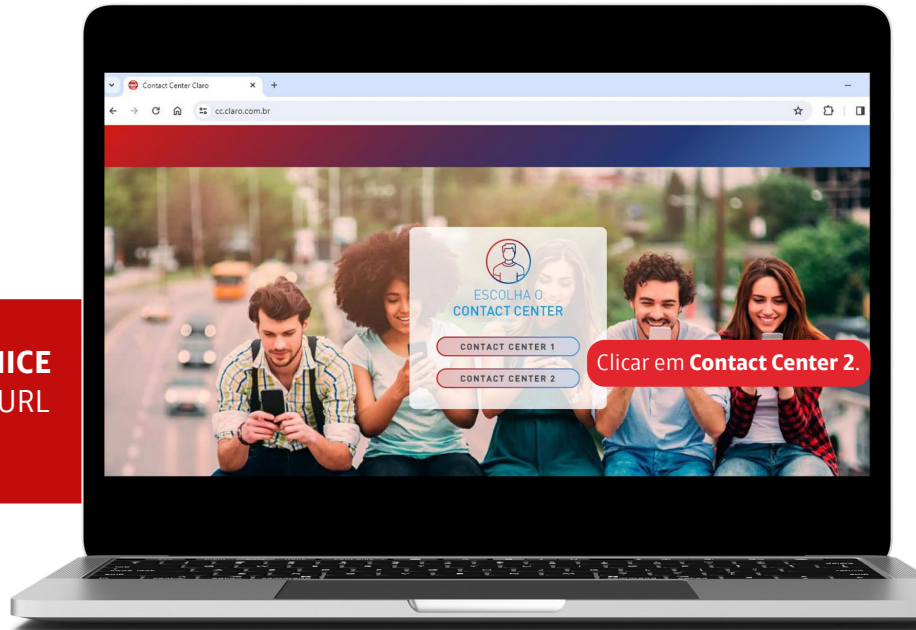 Contact Center Claro
cc.claro.com.br
ESCOLHA O
CONTACT CENTER
CONTACT CENTER 1
CONTACT CENTER 2
Clicar em Contact Center 2.
URL